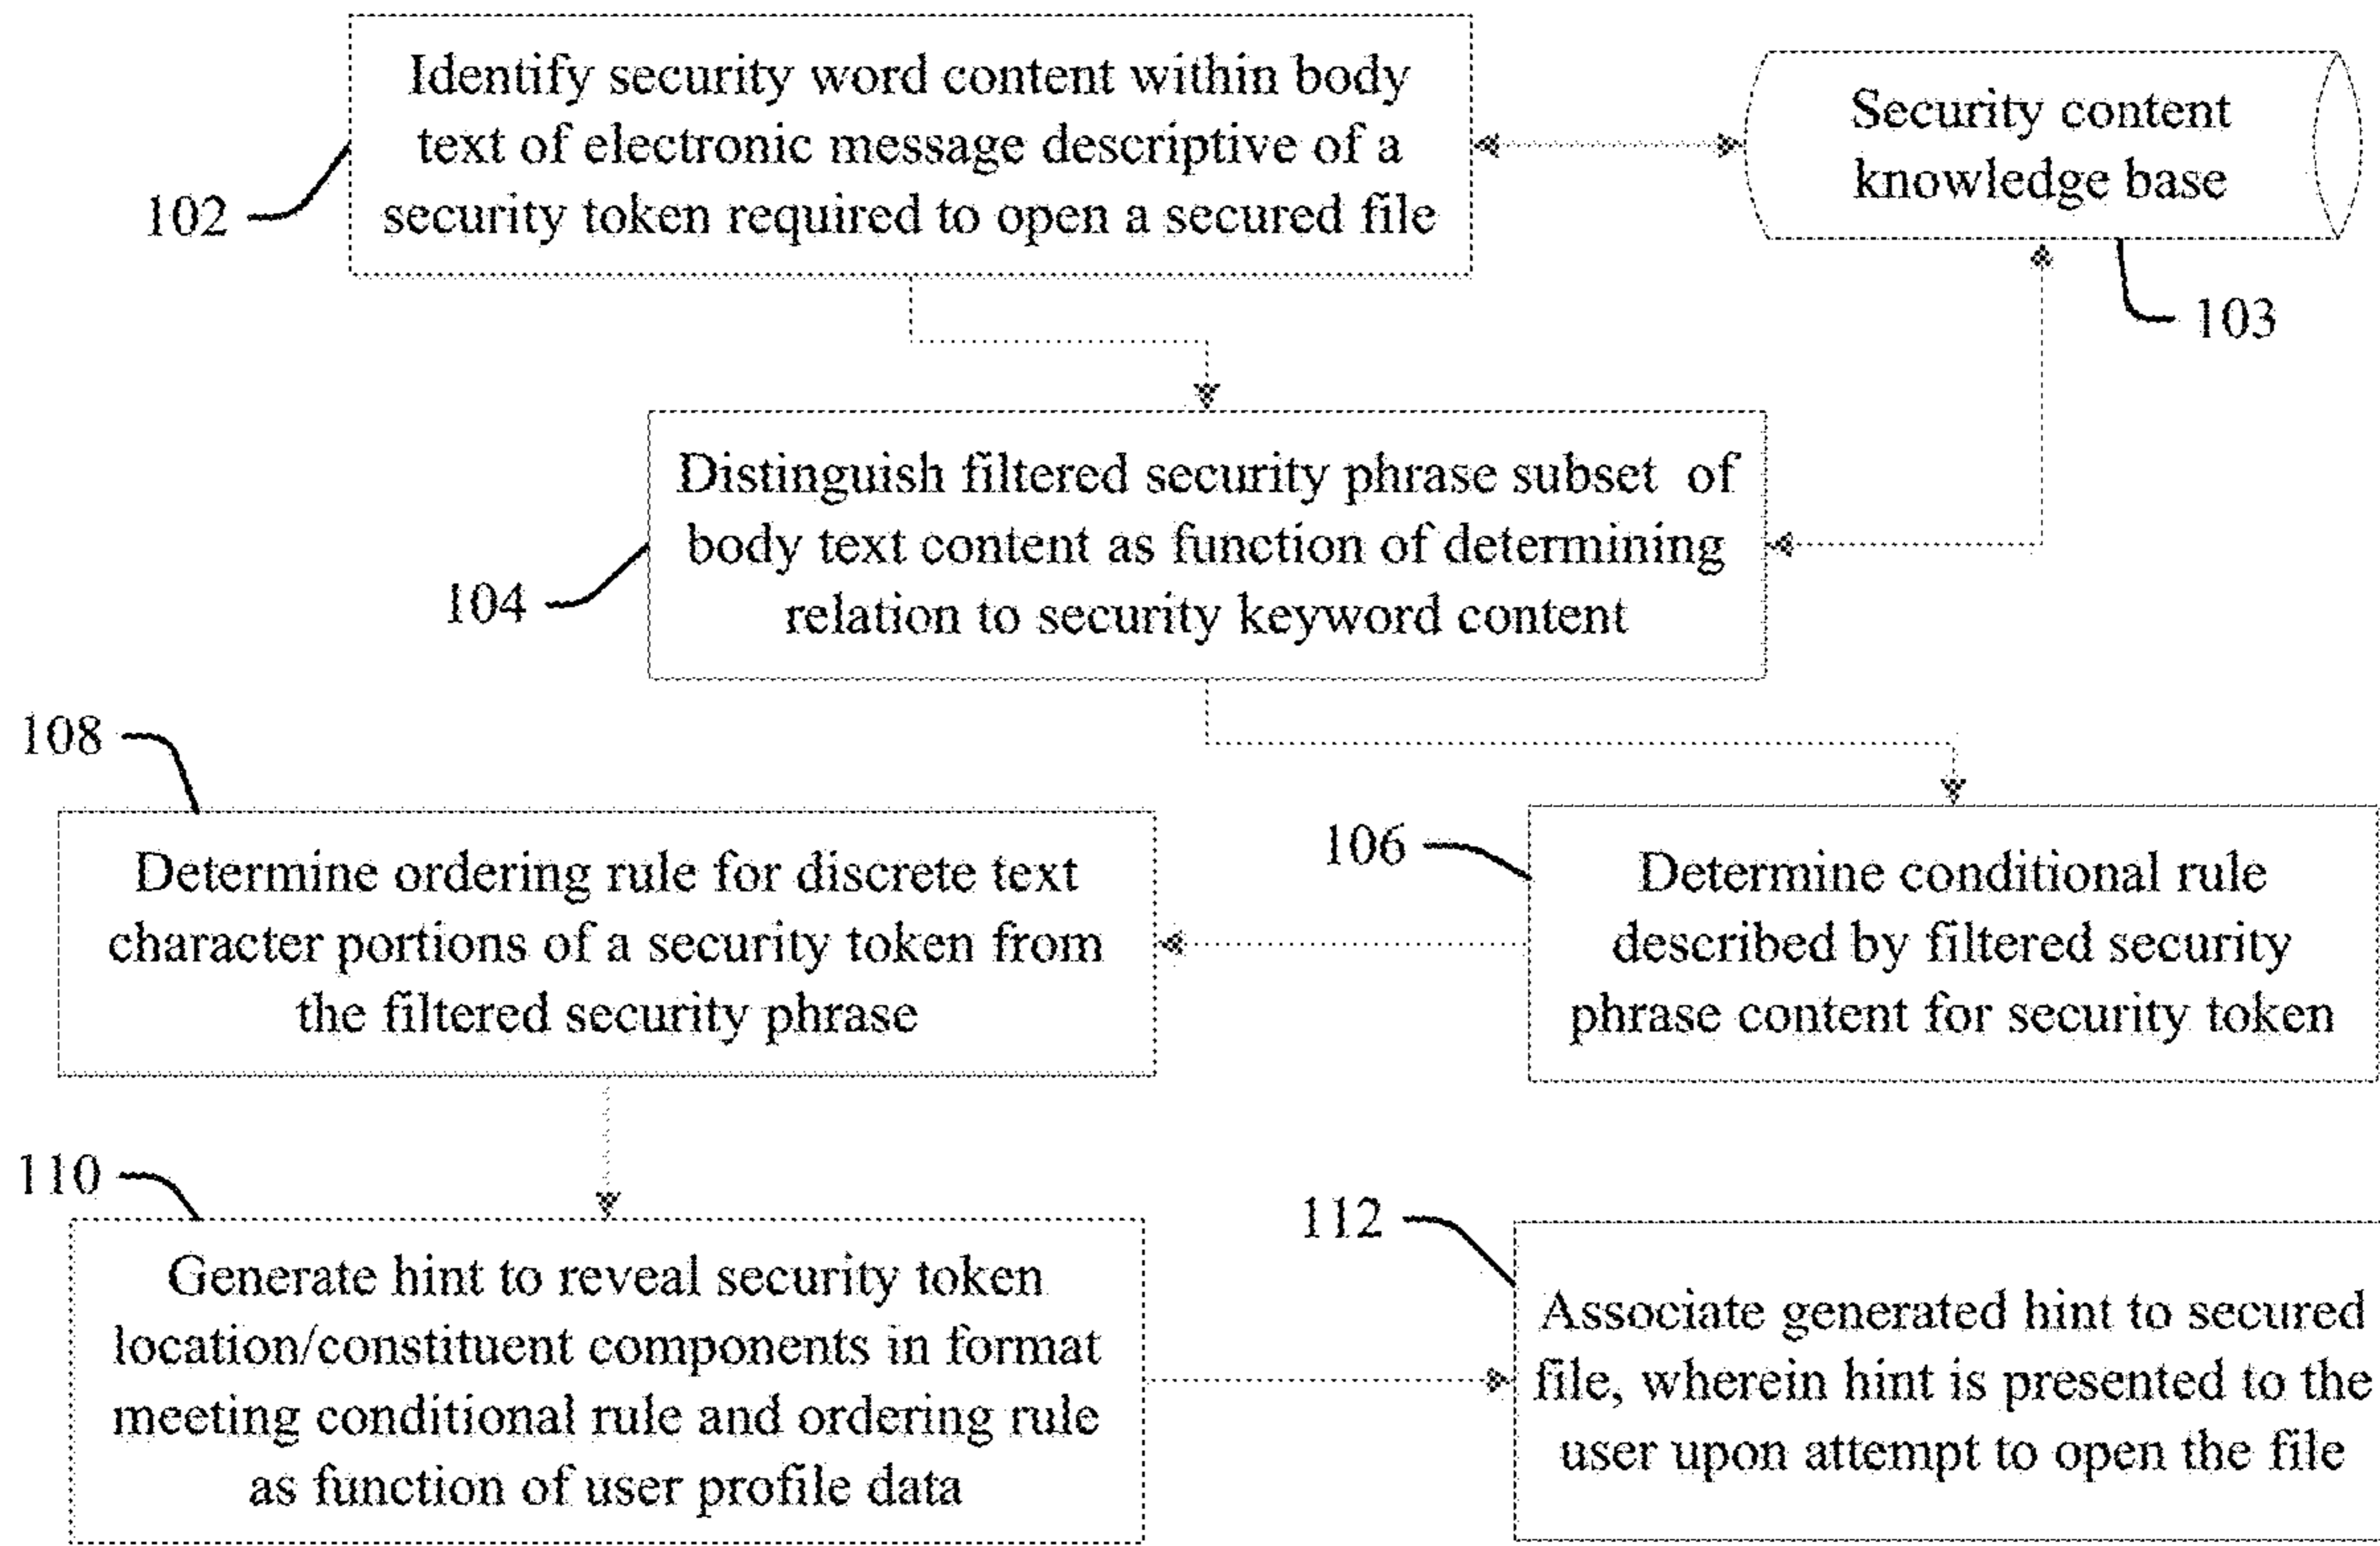 Identify security word content within body
text of electronic message descriptive of a
security token required to open a secured file
102
Security content
knowledge base
103
Distinguish filtered security phrase subset of
body text content as function of determining
relation to security keyword content
104
108
Determine ordering rule for discrete text
character portions of a security token from
the filtered security phrase
106
Determine conditional rule
described by filtered security
phrase content for security token
110
Generate hint to reveal security token
location/constituent components in format
meeting conditional rule and ordering rule
as function of user profile data
112
Associate generated hint to secured
file, wherein hint is presented to the
user upon attempt to open the file